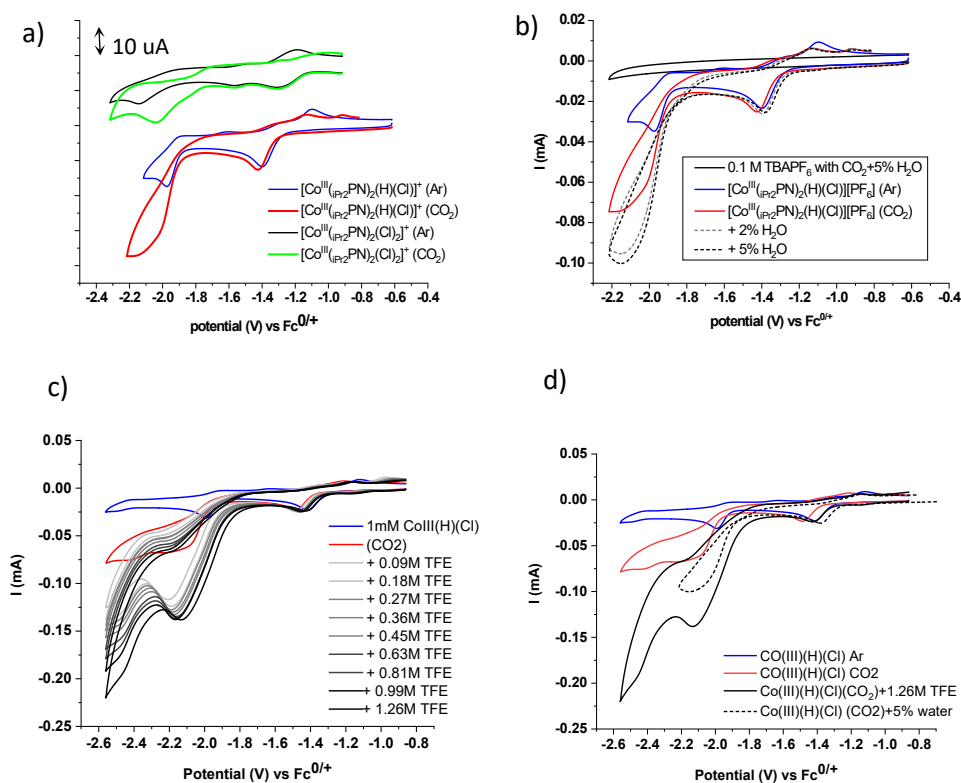 a)
10 uA
[Co^III(iPr2PN)2(H)(Cl)]^+ (Ar)
[Co^III(iPr2PN)2(H)(Cl)]^+ (CO2)
[Co^III(iPr2PN)2(Cl)2]^+ (Ar)
[Co^III(iPr2PN)2(Cl)2]^+ (CO2)
-2.4 -2.2 -2.0 -1.8 -1.6 -1.4 -1.2 -1.0 -0.8 -0.6 -0.4
potential (V) vs Fc^0/+
b)
I (mA)
0.02
0.00
-0.02
-0.04
-0.06
-0.08
-0.10
0.1 M TBAPF6 with CO2+5% H2O
[Co^III(iPr2PN)2(H)(Cl)][PF6] (Ar)
[Co^III(iPr2PN)2(H)(Cl)][PF6] (CO2)
+ 2% H2O
+ 5% H2O
-2.2 -2.0 -1.8 -1.6 -1.4 -1.2 -1.0 -0.8 -0.6
potential (V) vs Fc^0/+
c)
I (mA)
0.05
0.00
-0.05
-0.10
-0.15
-0.20
-0.25
1mM CoIII(H)(Cl)
(CO2)
+ 0.09M TFE
+ 0.18M TFE
+ 0.27M TFE
+ 0.36M TFE
+ 0.45M TFE
+ 0.63M TFE
+ 0.81M TFE
+ 0.99M TFE
+ 1.26M TFE
-2.6 -2.4 -2.2 -2.0 -1.8 -1.6 -1.4 -1.2 -1.0 -0.8
Potential (V) vs Fc^0/+
d)
I (mA)
0.05
0.00
-0.05
-0.10
-0.15
-0.20
-0.25
CO(III)(H)(Cl) Ar
CO(III)(H)(Cl) CO2
Co(III)(H)(Cl)(CO2)+1.26M TFE
Co(III)(H)(Cl) (CO2)+5% water
-2.6 -2.4 -2.2 -2.0 -1.8 -1.6 -1.4 -1.2 -1.0 -0.8
Potential (V) vs Fc^0/+